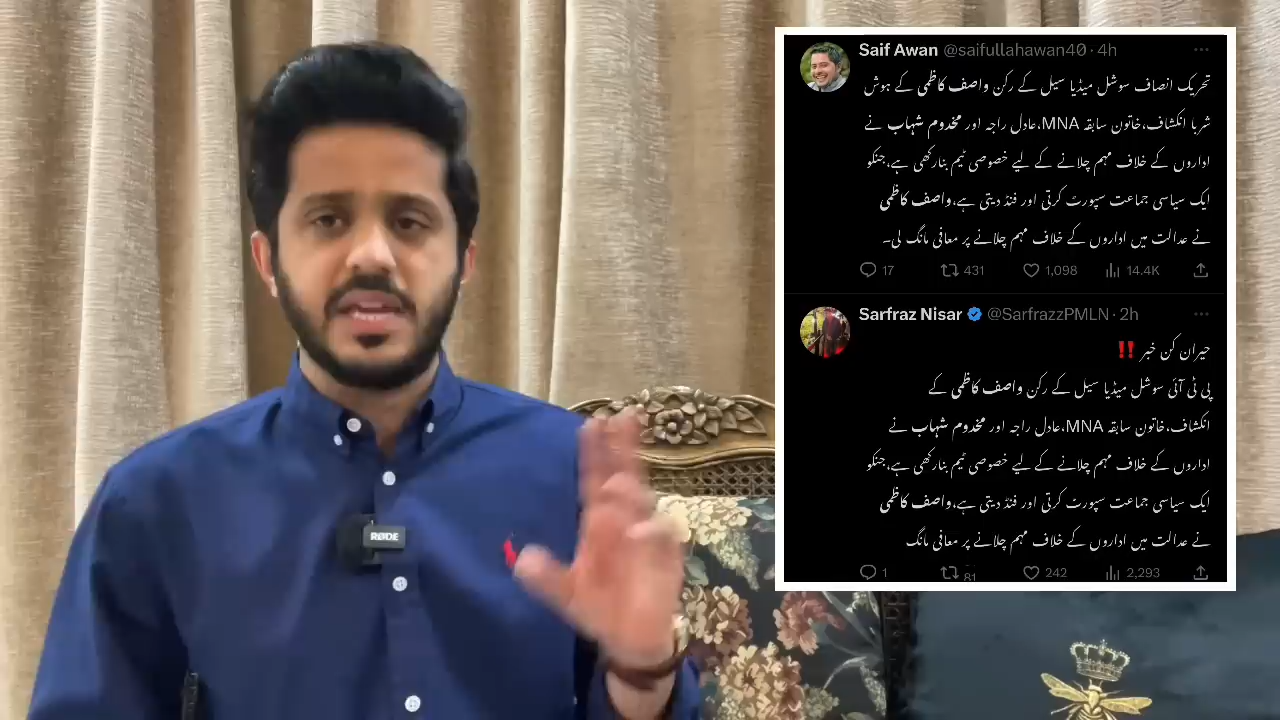 Saif Awan @saifullahawan40 · 4h
تحریک انصاف سوشل میڈیا سیل کے رکن واصف کاظمی کے ہوش
شربا انکشاف،خاتون سابقہ MNA،عادل راجہ اور مخدوم شہاب نے
اداروں کے خلاف مہم چلانے کے لیے خصوصی ٹیم بنارکھی ہے،جنکو
ایک سیاسی جماعت سپورٹ کرتی اور فنڈ دیتی ہے،واصف کاظمی
نے عدالت میں اداروں کے خلاف مہم چلانے پر معافی مانگ لی۔
17 431 1,098 14.4K
Sarfraz Nisar @SarfrazzPMLN · 2h
حیران کن خبر ‼️
پی ٹی آئی سوشل میڈیا سیل کے رکن واصف کاظمی کے
انکشاف،خاتون سابقہ MNA،عادل راجہ اور مخدوم شہاب نے
اداروں کے خلاف مہم چلانے کے لیے خصوصی ٹیم بنارکھی ہے،جنکو
ایک سیاسی جماعت سپورٹ کرتی اور فنڈ دیتی ہے،واصف کاظمی
نے عدالت میں اداروں کے خلاف مہم چلانے پر معافی مانگ
1 81 242 2,293
RØDE